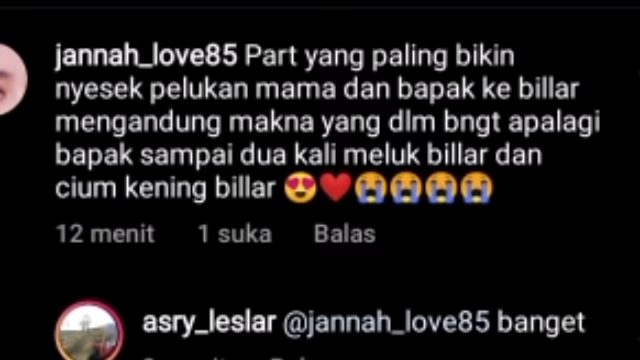 jannah_love85 Part yang paling bikin
nyesek pelukan mama dan bapak ke billar
mengandung makna yang dlm bngt apalagi
bapak sampai dua kali meluk billar dan
cium kening billar 😍❤️😭😭😭😭
12 menit 1 suka Balas
asry_leslar @jannah_love85 banget